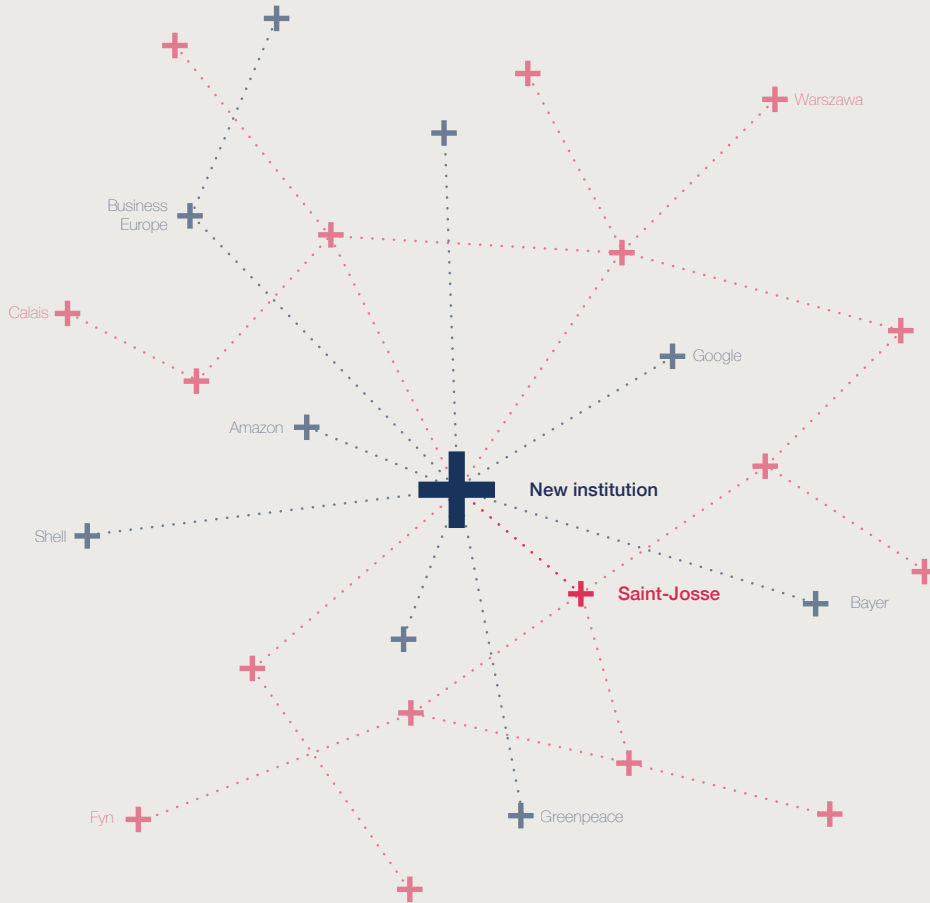 Warszawa
Business
Europe
Calais
Google
Amazon
New institution
Shell
Saint-Josse
Bayer
Fyn
Greenpeace